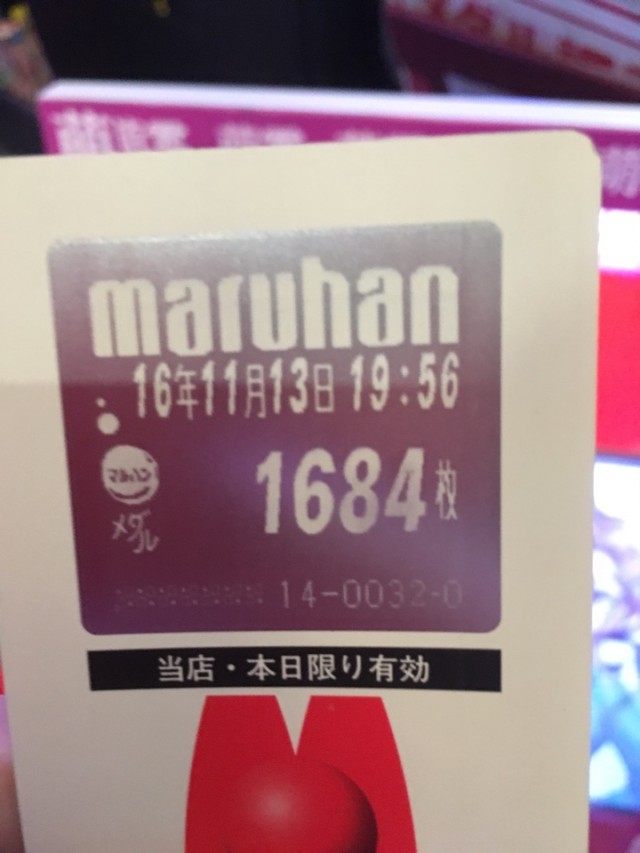 maruhan
16年11月13日 19:56
マルハン
1684枚
メダル
14-0032-0
当店・本日限り有効